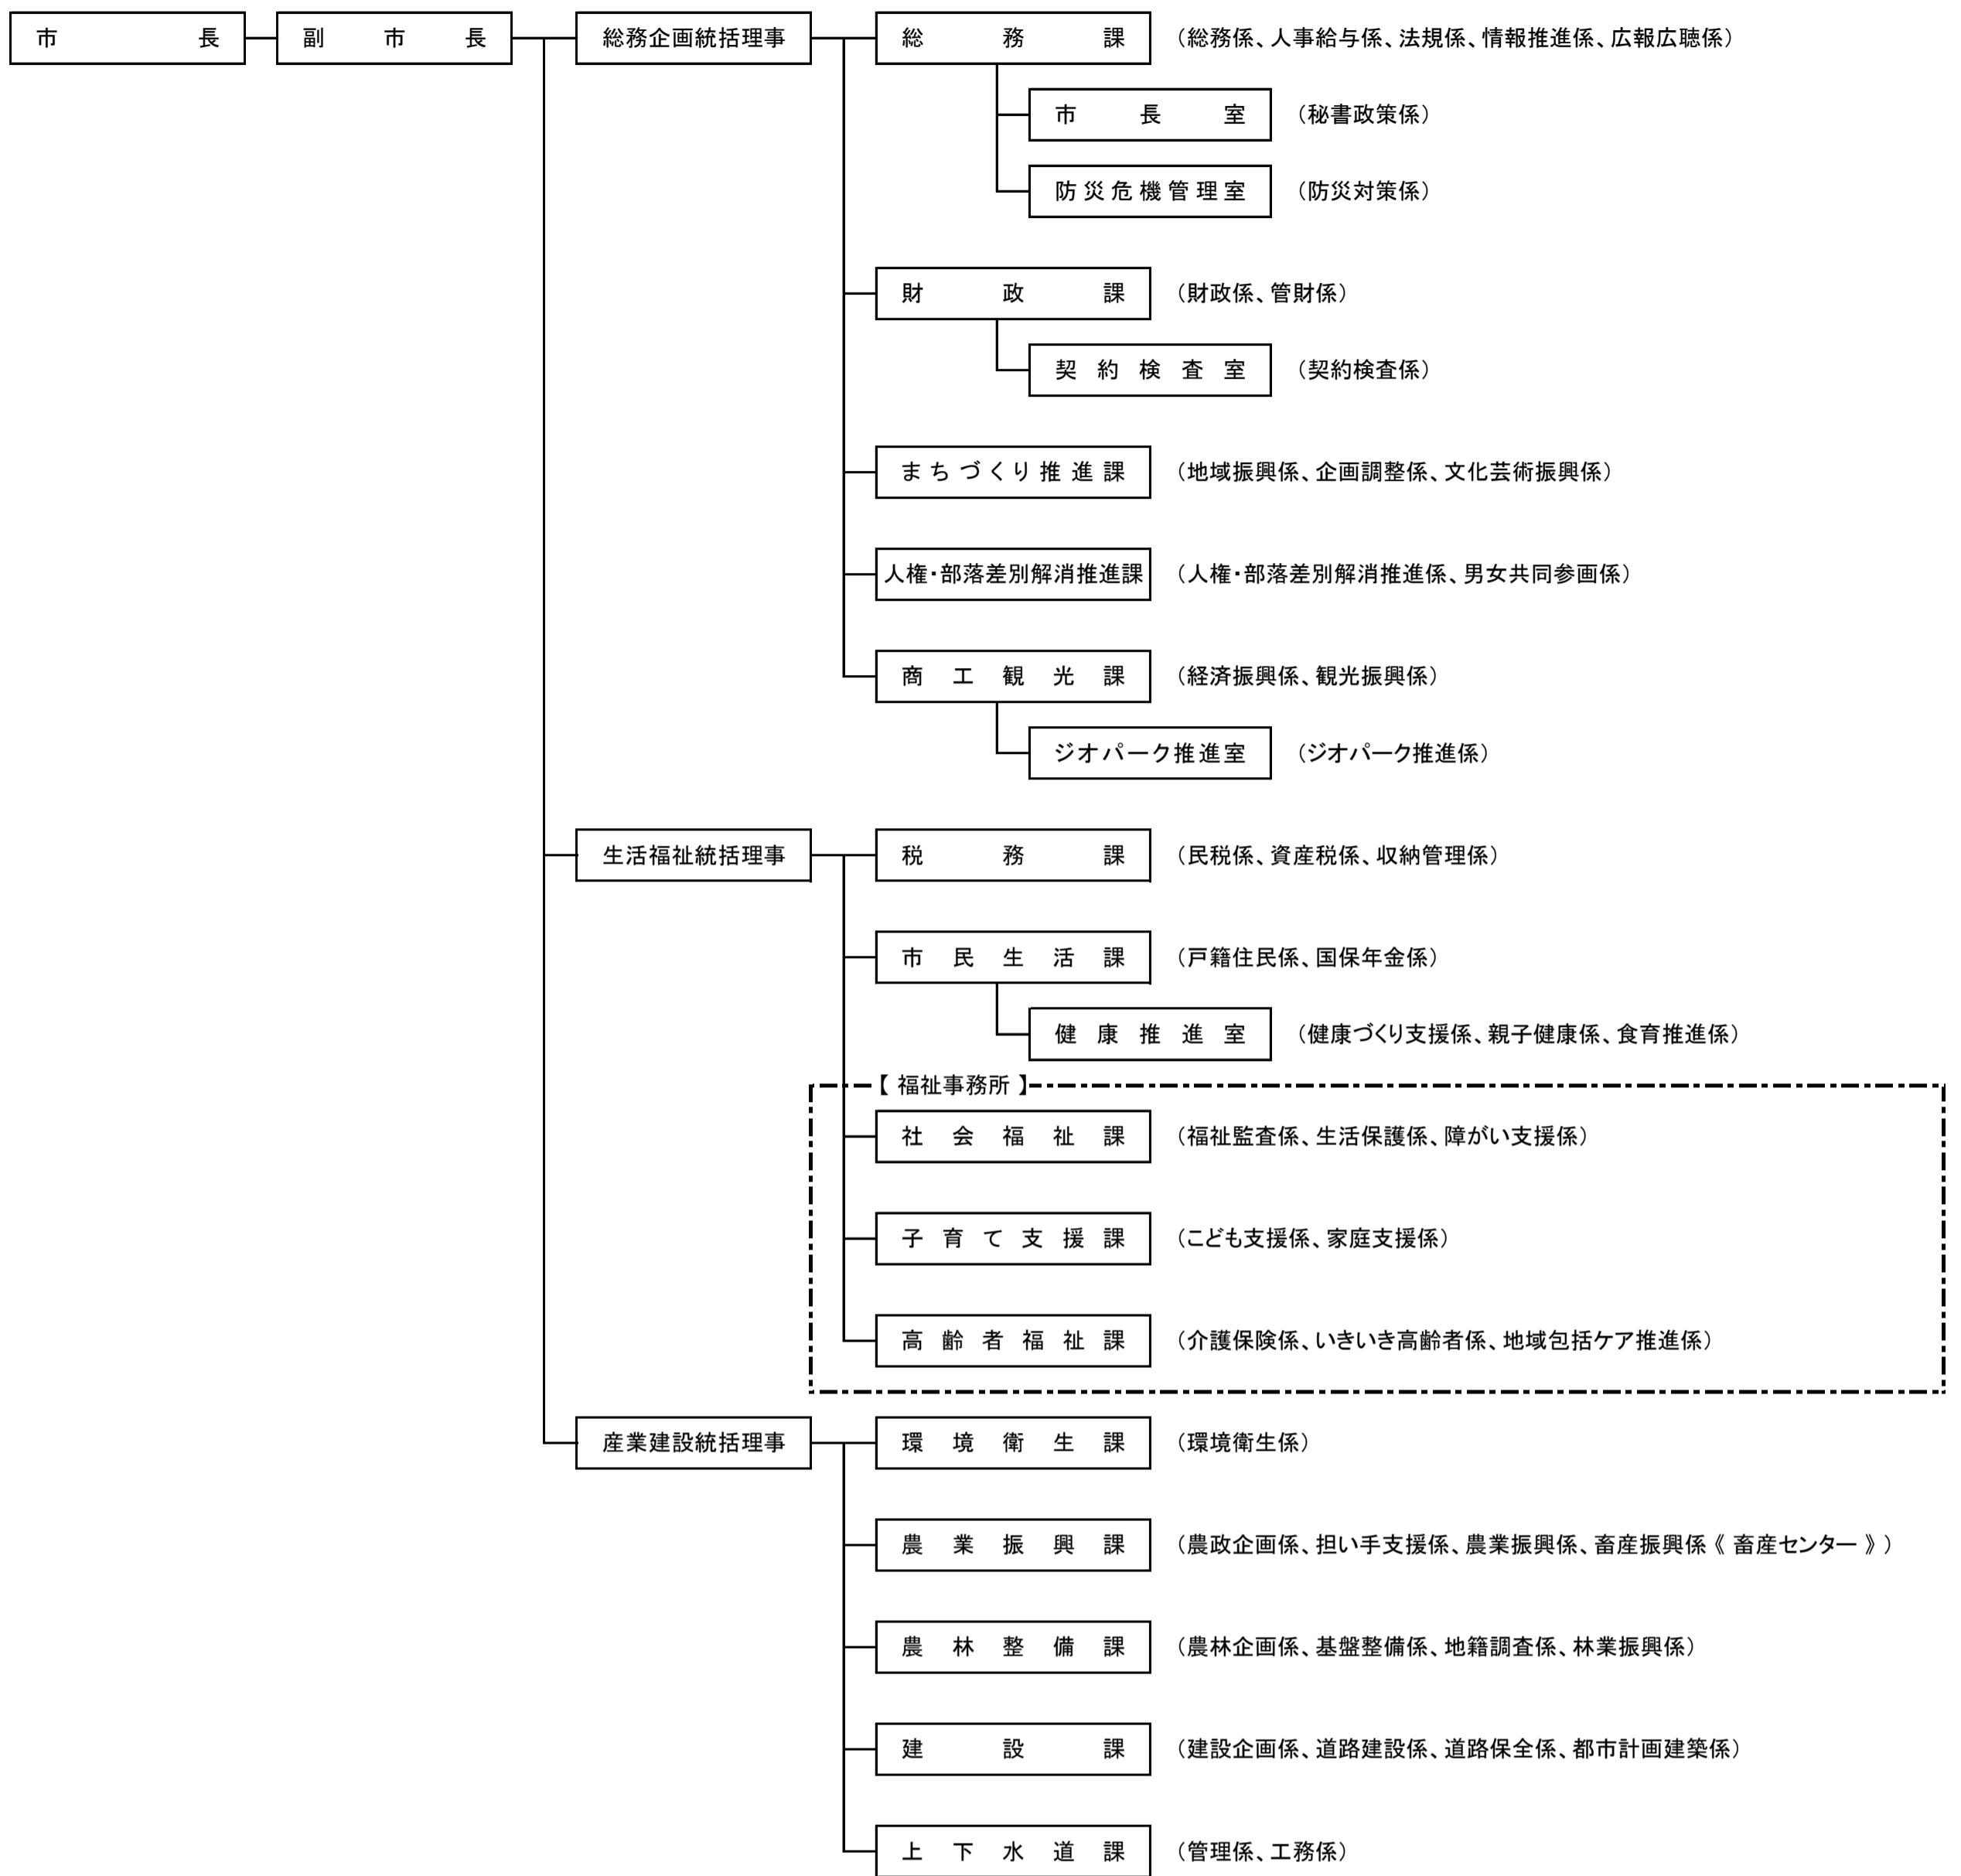 市長 副市長 総務企画統括理事 総務課 （総務係、人事給与係、法規係、情報推進係、広報広聴係）
市長室 （秘書政策係）
防災危機管理室 （防災対策係）
財政課 （財政係、管財係）
契約検査室 （契約検査係）
まちづくり推進課 （地域振興係、企画調整係、文化芸術振興係）
人権・部落差別解消推進課 （人権・部落差別解消推進係、男女共同参画係）
商工観光課 （経済振興係、観光振興係）
ジオパーク推進室 （ジオパーク推進係）
生活福祉統括理事 税務課 （民税係、資産税係、収納管理係）
市民生活課 （戸籍住民係、国保年金係）
健康推進室 （健康づくり支援係、親子健康係、食育推進係）
【 福祉事務所 】
社会福祉課 （福祉監査係、生活保護係、障がい支援係）
子育て支援課 （こども支援係、家庭支援係）
高齢者福祉課 （介護保険係、いきいき高齢者係、地域包括ケア推進係）
産業建設統括理事 環境衛生課 （環境衛生係）
農業振興課 （農政企画係、担い手支援係、農業振興係、畜産振興係《 畜産センター 》）
農林整備課 （農林企画係、基盤整備係、地籍調査係、林業振興係）
建設課 （建設企画係、道路建設係、道路保全係、都市計画建築係）
上下水道課 （管理係、工務係）